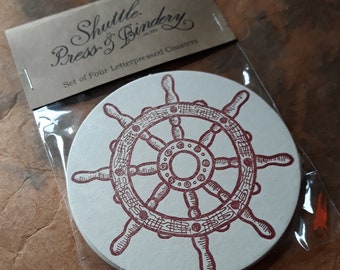 Shuttle
Press & Bindery
Set of Four Letterpressed Coasters